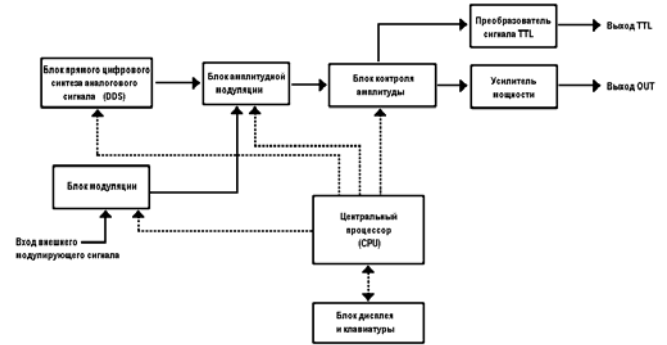 Преобразователь
сигнала TTL
Выход TTL
Блок прямого цифрового
синтеза аналогового
сигнала (DDS)
Блок амплитудной
модуляции
Блок контроля
амплитуды
Усилитель
мощности
Выход OUT
Блок модуляции
Центральный
процессор
(CPU)
Вход внешнего
модулирующего сигнала
Блок дисплея
и клавиатуры